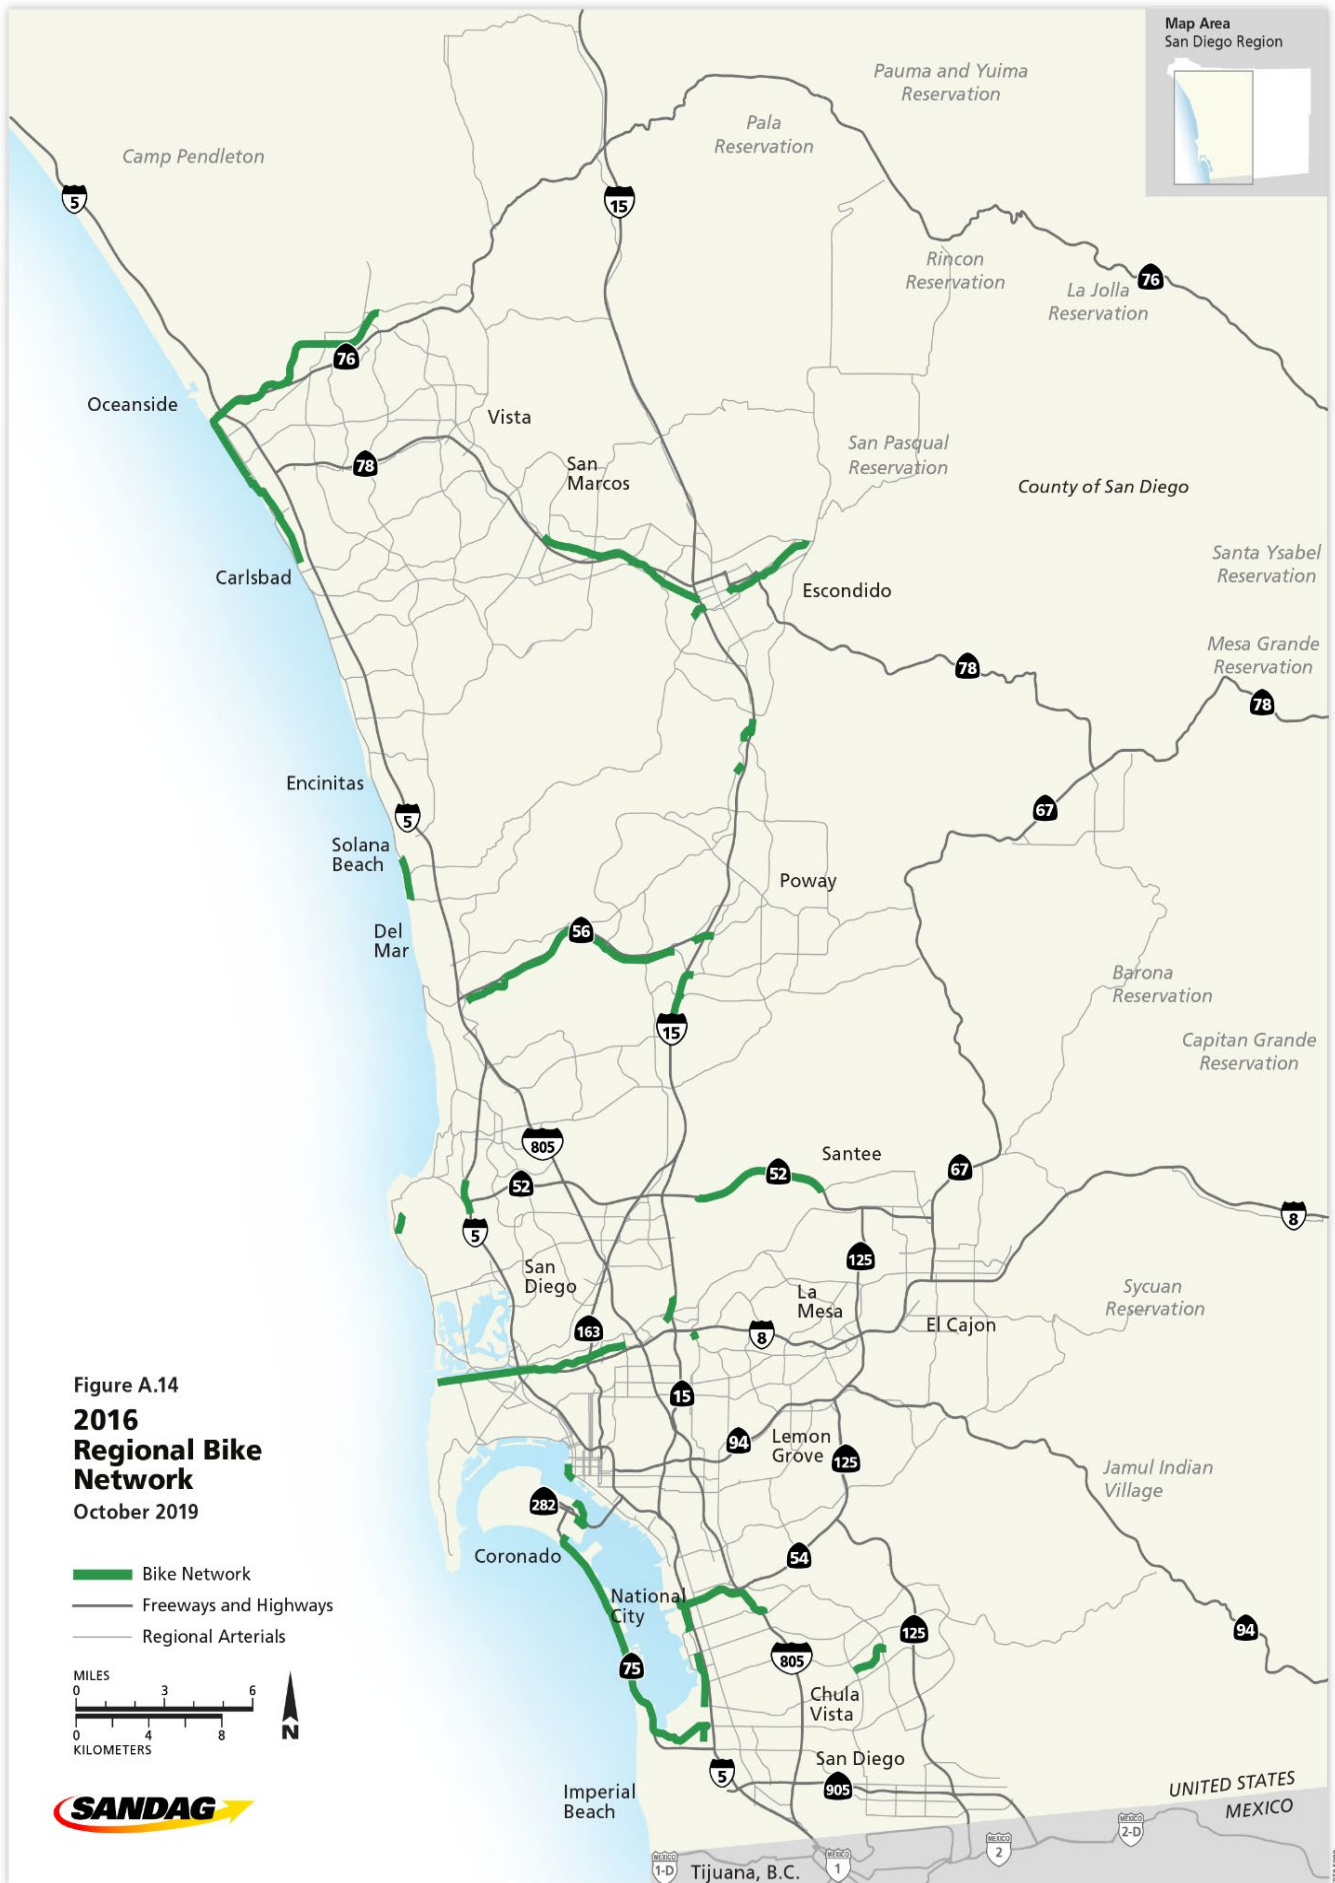 Map Area
San Diego Region
Pauma and Yuima
Reservation
Pala
Reservation
Camp Pendleton
5
15
Rincon
Reservation
La Jolla
Reservation
76
76
Oceanside
Vista
78
San
Marcos
San Pasqual
Reservation
County of San Diego
Santa Ysabel
Reservation
Carlsbad
Escondido
Mesa Grande
Reservation
78
78
Encinitas
5
67
Solana
Beach
Poway
56
Del
Mar
Barona
Reservation
15
Capitan Grande
Reservation
805
Santee
52
67
52
5
8
125
San
Diego
La
Mesa
Sycuan
Reservation
163
8
El Cajon
15
94
Lemon
Grove
125
Jamul Indian
Village
282
Coronado
54
National
City
125
94
805
75
Chula
Vista
San Diego
5
905
Imperial
Beach
UNITED STATES
MEXICO
MEXICO
2-D
MEXICO
2
MEXICO
1-D
Tijuana, B.C.
MEXICO
1
Figure A.14
2016
Regional Bike
Network
October 2019
Bike Network
Freeways and Highways
Regional Arterials
MILES
0 3 6
0 4 8
KILOMETERS
N
SANDAG